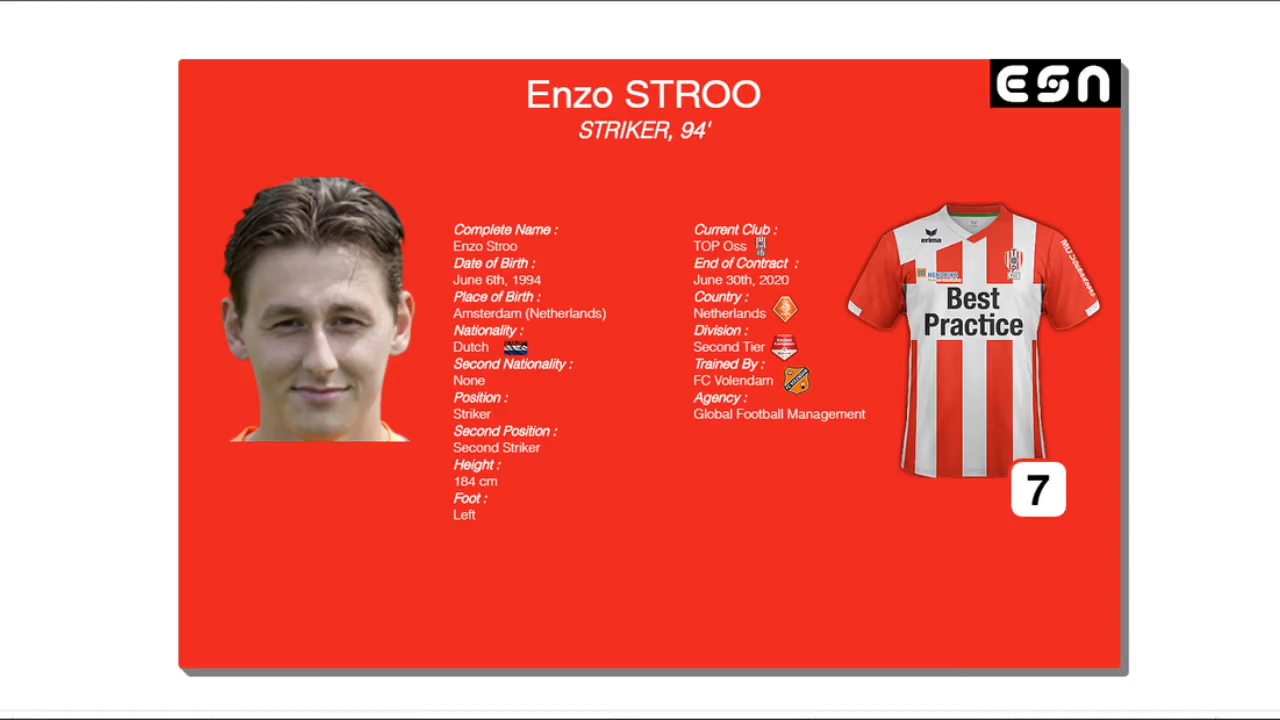 ESN
Enzo STROO
STRIKER, 94'
Complete Name :
Enzo Stroo
Date of Birth :
June 6th, 1994
Place of Birth :
Amsterdam (Netherlands)
Nationality :
Dutch
Second Nationality :
None
Position :
Striker
Second Position :
Second Striker
Height :
184 cm
Foot :
Left
Current Club :
TOP Oss
End of Contract :
June 30th, 2020
Country :
Netherlands
Division :
Second Tier
Trained By :
FC Volendam
Agency :
Global Football Management
erima
HENDRIKS
TOP
Best
Practice
7